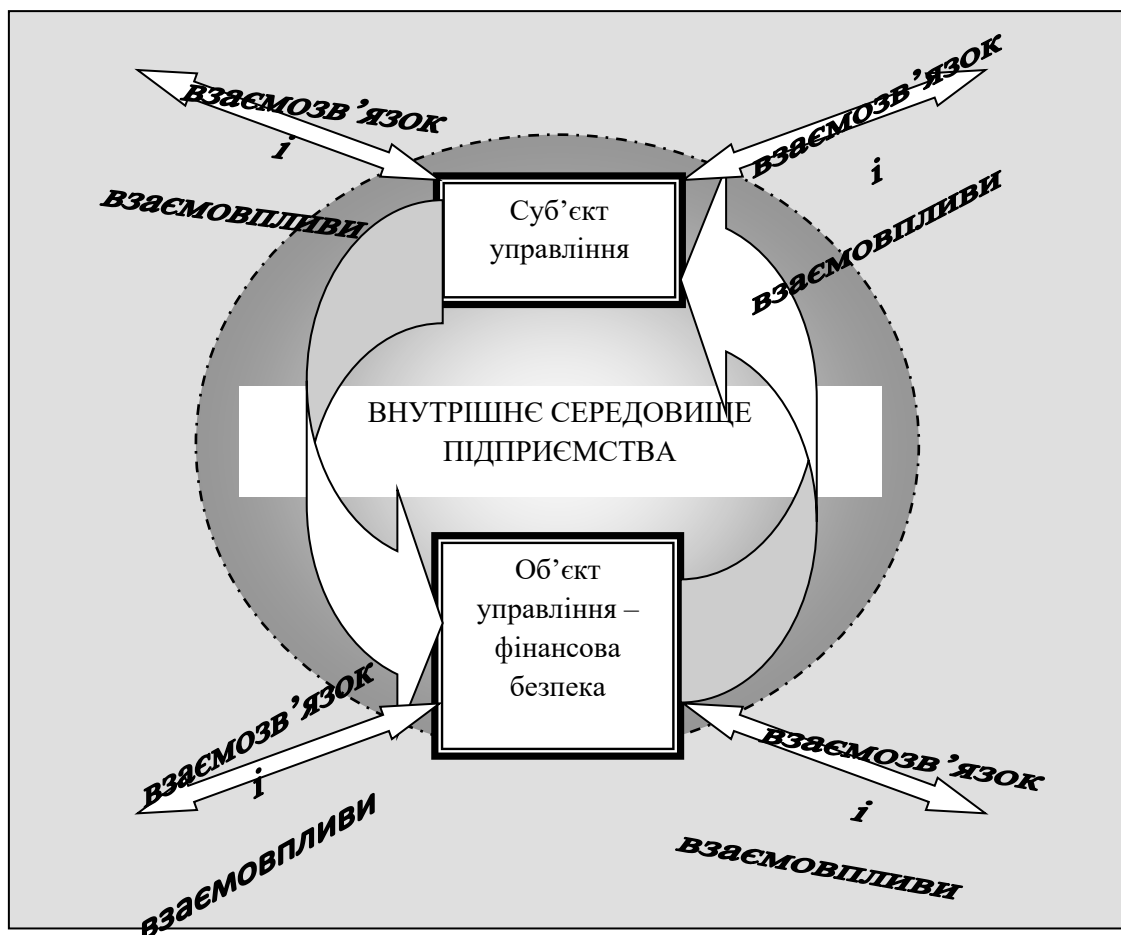 взаємозв’язок
і
взаємовпливи
взаємозв’язок
і
взаємовпливи
Суб’єкт
управління
ВНУТРІШНЄ СЕРЕДОВИЩЕ
ПІДПРИЄМСТВА
Об’єкт
управління –
фінансова
безпека
взаємозв’язок
і
взаємовпливи
взаємозв’язок
і
взаємовпливи